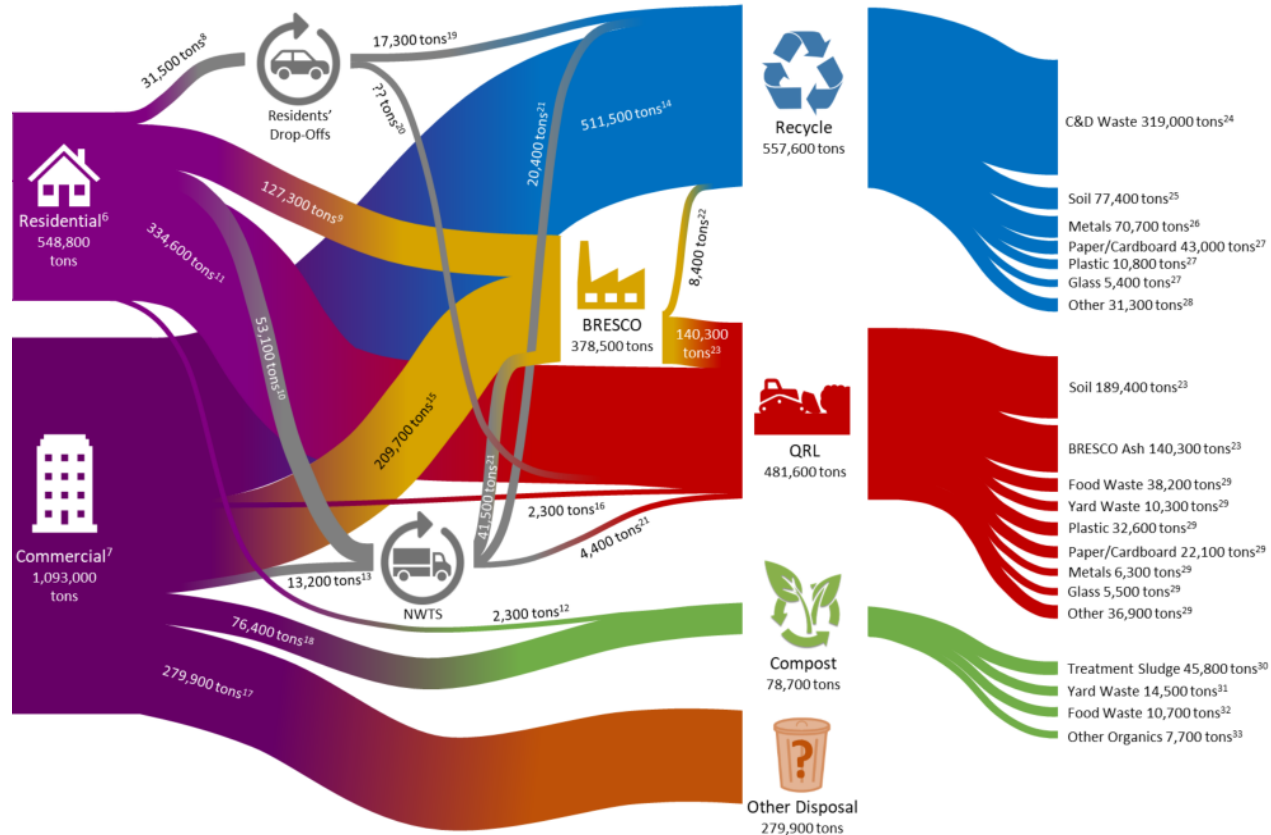 31,500 tons8
Residents'
Drop-Offs
17,300 tons19
?? tons20
20,400 tons21
511,500 tons14
Recycle
557,600 tons
C&D Waste 319,000 tons24
Soil 77,400 tons25
Metals 70,700 tons26
Paper/Cardboard 43,000 tons27
Plastic 10,800 tons27
Glass 5,400 tons27
Other 31,300 tons28
Residential6
548,800
tons
127,300 tons9
334,600 tons11
53,100 tons10
8,400 tons22
BRESCO
378,500 tons
140,300
tons23
209,700 tons15
41,500 tons21
QRL
481,600 tons
Soil 189,400 tons23
BRESCO Ash 140,300 tons23
Food Waste 38,200 tons29
Yard Waste 10,300 tons29
Plastic 32,600 tons29
Paper/Cardboard 22,100 tons29
Metals 6,300 tons29
Glass 5,500 tons29
Other 36,900 tons29
Commercial7
1,093,000
tons
2,300 tons16
4,400 tons21
13,200 tons13
NWTS
2,300 tons12
76,400 tons18
279,900 tons17
Compost
78,700 tons
Treatment Sludge 45,800 tons30
Yard Waste 14,500 tons31
Food Waste 10,700 tons32
Other Organics 7,700 tons33
?
Other Disposal
279,900 tons